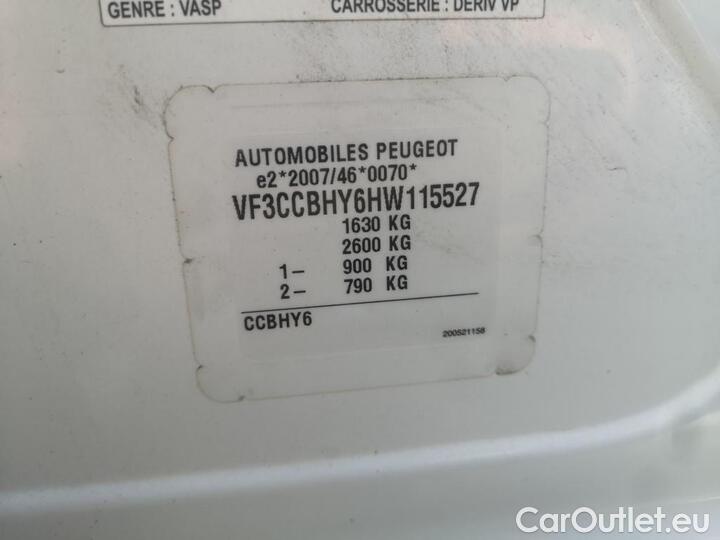 GENRE : VASP CARROSSERIE : DERIV VP
AUTOMOBILES PEUGEOT
e2*2007/46*0070*
VF3CCBHY6HW115527
1630 KG
2600 KG
1- 900 KG
2- 790 KG
CCBHY6
200521158
CarOutlet.eu